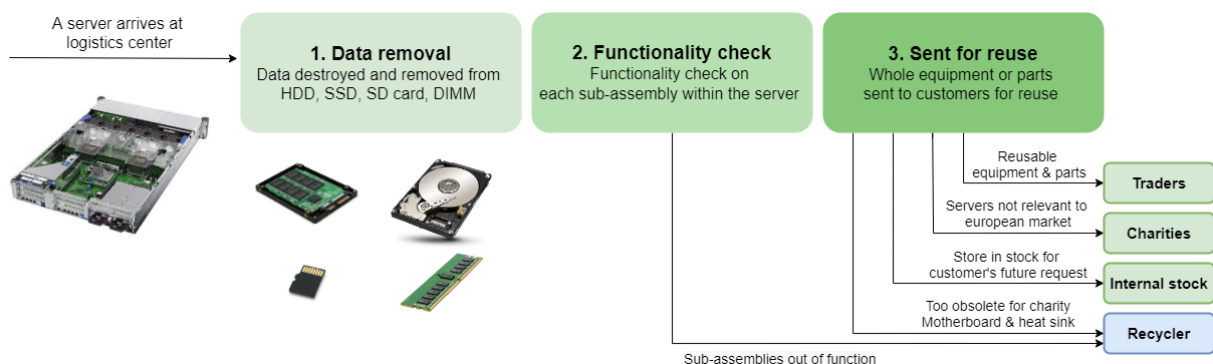 A server arrives at
logistics center
1. Data removal
Data destroyed and removed from
HDD, SSD, SD card, DIMM
2. Functionality check
Functionality check on
each sub-assembly within the server
3. Sent for reuse
Whole equipment or parts
sent to customers for reuse
Reusable
equipment & parts
Traders
Servers not relevant to
european market
Charities
Store in stock for
customer's future request
Internal stock
Too obsolete for charity
Motherboard & heat sink
Recycler
Sub-assemblies out of function